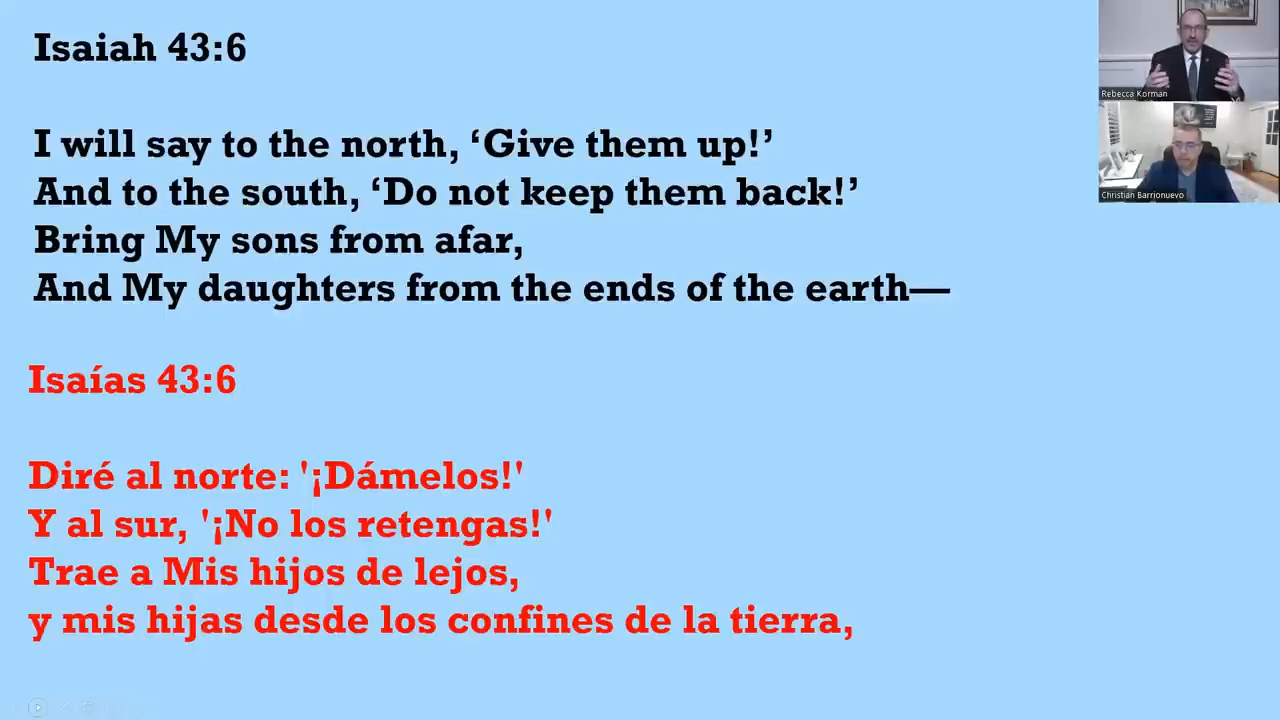 Isaiah 43:6
I will say to the north, ‘Give them up!’
And to the south, ‘Do not keep them back!’
Bring My sons from afar,
And My daughters from the ends of the earth—
Isaías 43:6
Diré al norte: '¡Dámelos!'
Y al sur, '¡No los retengas!'
Trae a Mis hijos de lejos,
y mis hijas desde los confines de la tierra,
Rebecca Korman
Christian Barrionuevo